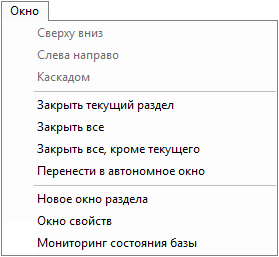 Окно
Сверху вниз
Слева направо
Каскадом
Закрыть текущий раздел
Закрыть все
Закрыть все, кроме текущего
Перенести в автономное окно
Новое окно раздела
Окно свойств
Мониторинг состояния базы